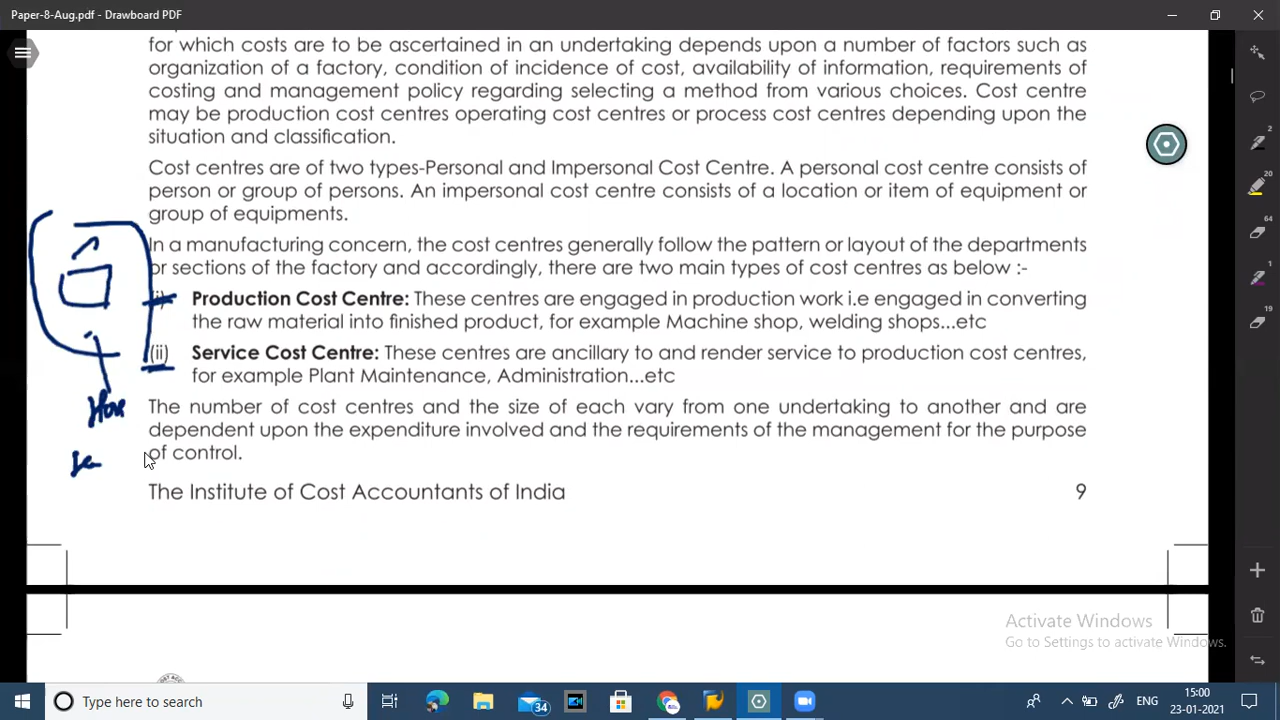 Paper-8-Aug.pdf - Drawboard PDF
for which costs are to be ascertained in an undertaking depends upon a number of factors such as
organization of a factory, condition of incidence of cost, availability of information, requirements of
costing and management policy regarding selecting a method from various choices. Cost centre
may be production cost centres operating cost centres or process cost centres depending upon the
situation and classification.
Cost centres are of two types-Personal and Impersonal Cost Centre. A personal cost centre consists of
person or group of persons. An impersonal cost centre consists of a location or item of equipment or
group of equipments.
In a manufacturing concern, the cost centres generally follow the pattern or layout of the departments
or sections of the factory and accordingly, there are two main types of cost centres as below :-
(i) Production Cost Centre: These centres are engaged in production work i.e engaged in converting
the raw material into finished product, for example Machine shop, welding shops...etc
(ii) Service Cost Centre: These centres are ancillary to and render service to production cost centres,
for example Plant Maintenance, Administration...etc
The number of cost centres and the size of each vary from one undertaking to another and are
dependent upon the expenditure involved and the requirements of the management for the purpose
of control.
The Institute of Cost Accountants of India 9
20
64
89
19
Activate Windows
Go to Settings to activate Windows.
Type here to search
34
ENG
15:00
23-01-2021